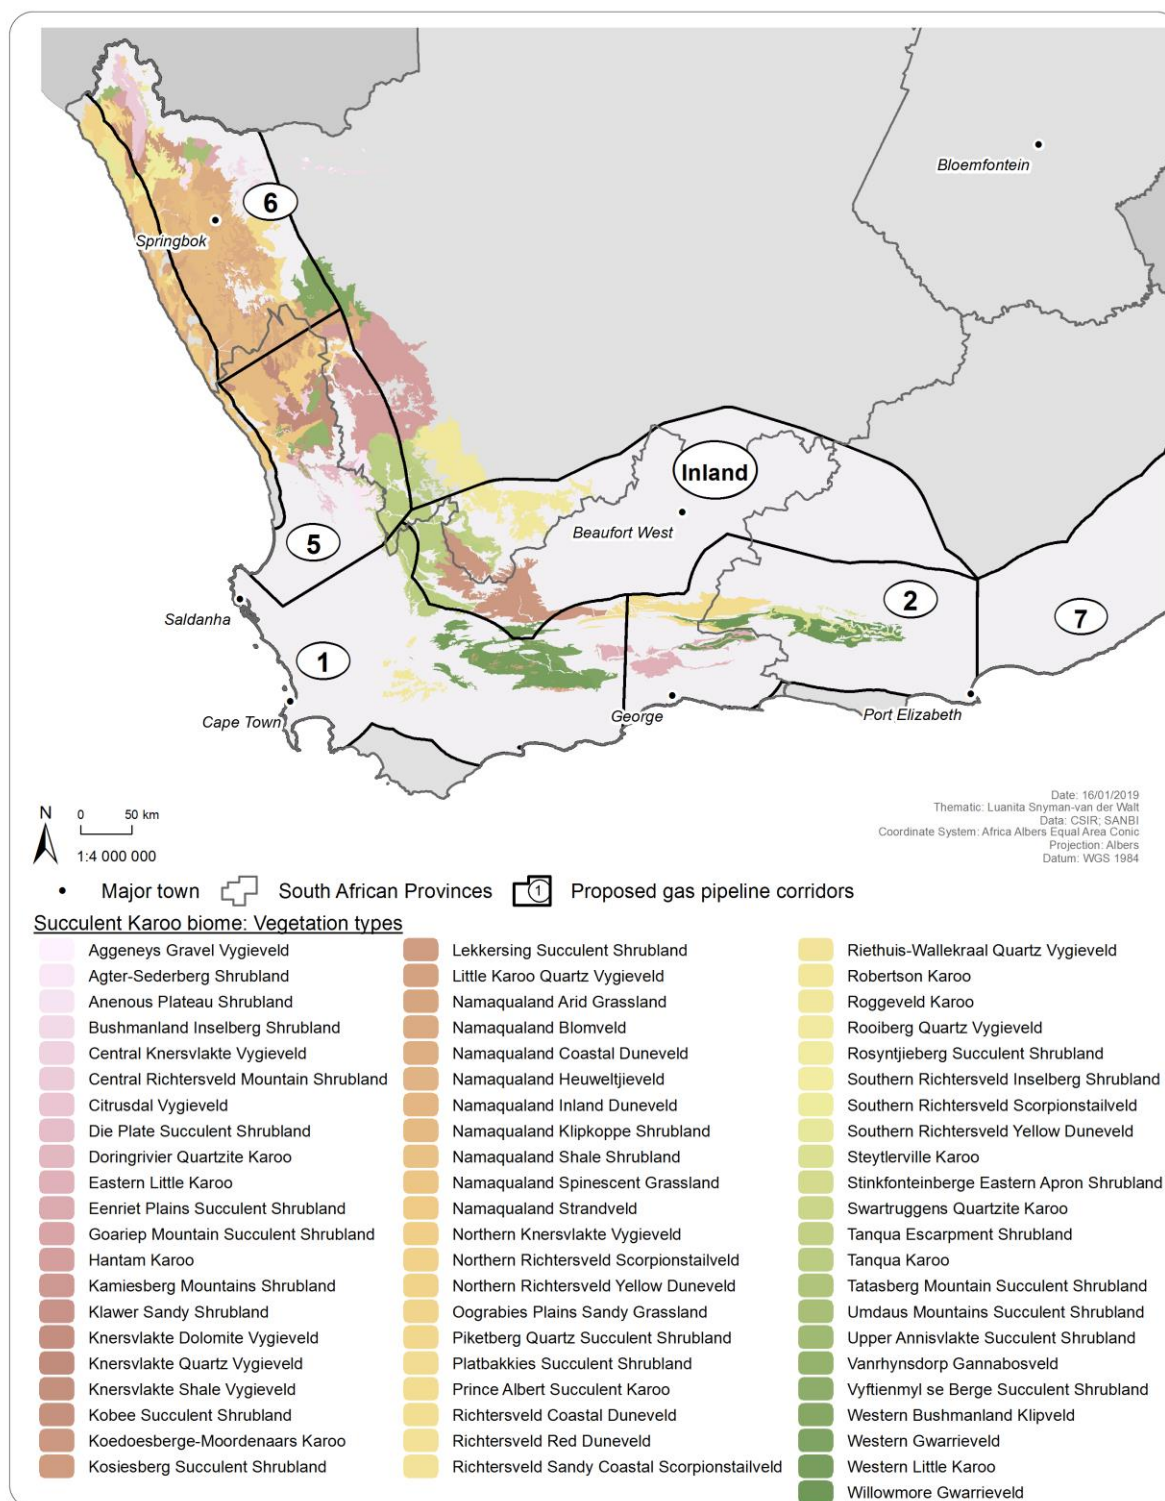 Bloemfontein
6
Springbok
Inland
Beaufort West
5
2
Saldanha
7
1
George
Port Elizabeth
Cape Town
Date: 16/01/2019
Thematic: Luanita Snyman-van der Walt
Data: CSIR; SANBI
Coordinate System: Africa Albers Equal Area Conic
Projection: Albers
Datum: WGS 1984
N
0 50 km
1:4 000 000
Major town
South African Provinces
1
Proposed gas pipeline corridors
Succulent Karoo biome: Vegetation types
Aggeneys Gravel Vygieveld
Agter-Sederberg Shrubland
Anenous Plateau Shrubland
Bushmanland Inselberg Shrubland
Central Knersvlakte Vygieveld
Central Richtersveld Mountain Shrubland
Citrusdal Vygieveld
Die Plate Succulent Shrubland
Doringrivier Quartzite Karoo
Eastern Little Karoo
Eenriet Plains Succulent Shrubland
Goariep Mountain Succulent Shrubland
Hantam Karoo
Kamiesberg Mountains Shrubland
Klawer Sandy Shrubland
Knersvlakte Dolomite Vygieveld
Knersvlakte Quartz Vygieveld
Knersvlakte Shale Vygieveld
Kobee Succulent Shrubland
Koedoesberge-Moordenaars Karoo
Kosiesberg Succulent Shrubland
Lekkersing Succulent Shrubland
Little Karoo Quartz Vygieveld
Namaqualand Arid Grassland
Namaqualand Blomveld
Namaqualand Coastal Duneveld
Namaqualand Heuweltjieveld
Namaqualand Inland Duneveld
Namaqualand Klipkoppe Shrubland
Namaqualand Shale Shrubland
Namaqualand Spinescent Grassland
Namaqualand Strandveld
Northern Knersvlakte Vygieveld
Northern Richtersveld Scorpionstailveld
Northern Richtersveld Yellow Duneveld
Oograbies Plains Sandy Grassland
Piketberg Quartz Succulent Shrubland
Platbakkies Succulent Shrubland
Prince Albert Succulent Karoo
Richtersveld Coastal Duneveld
Richtersveld Red Duneveld
Richtersveld Sandy Coastal Scorpionstailveld
Riethuis-Wallekraal Quartz Vygieveld
Robertson Karoo
Roggeveld Karoo
Rooiberg Quartz Vygieveld
Rosyntjieberg Succulent Shrubland
Southern Richtersveld Inselberg Shrubland
Southern Richtersveld Scorpionstailveld
Southern Richtersveld Yellow Duneveld
Steytlerville Karoo
Stinkfonteinberge Eastern Apron Shrubland
Swartruggens Quartzite Karoo
Tanqua Escarpment Shrubland
Tanqua Karoo
Tatasberg Mountain Succulent Shrubland
Umdaus Mountains Succulent Shrubland
Upper Annisvlakte Succulent Shrubland
Vanrhynsdorp Gannabosveld
Vyftienmyl se Berge Succulent Shrubland
Western Bushmanland Klipveld
Western Gwarrieveld
Western Little Karoo
Willowmore Gwarrieveld